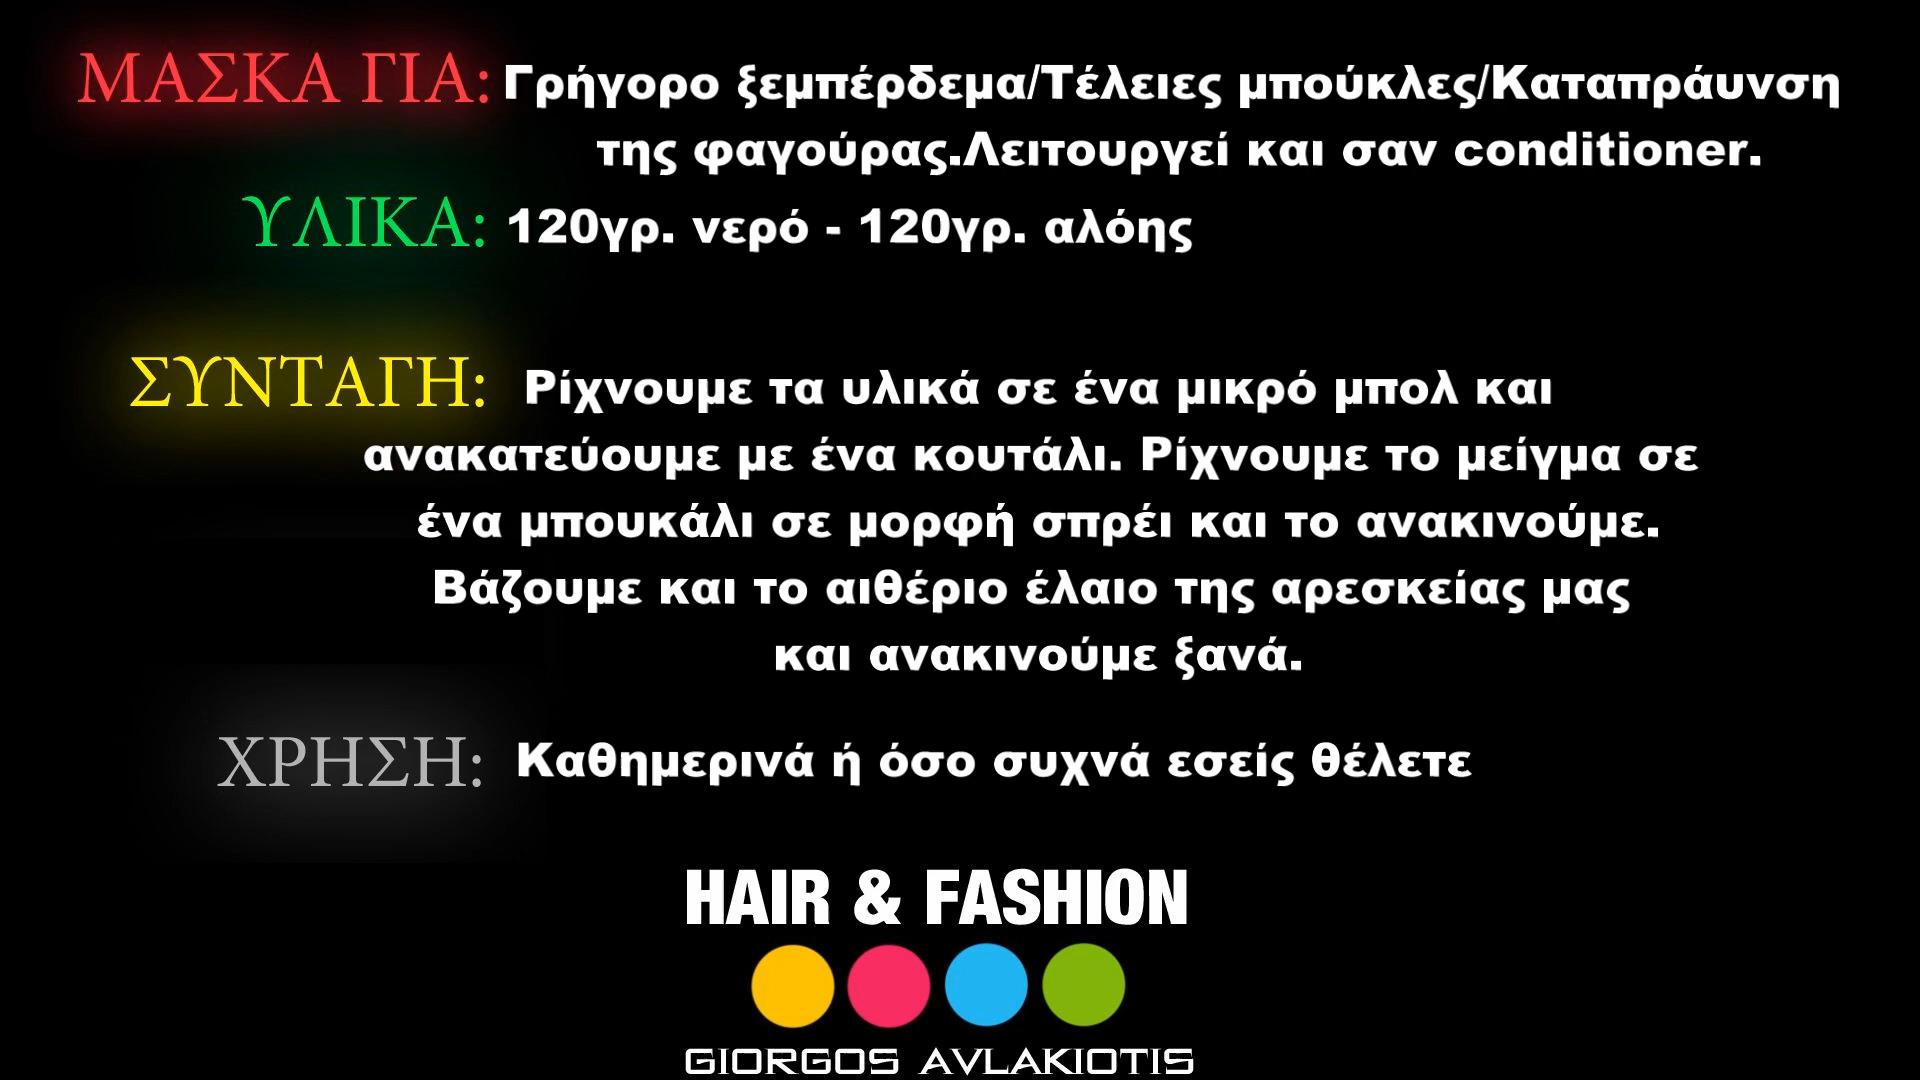 ΜΑΣΚΑ ΓΙΑ: Γρήγορο ξεμπέρδεμα/Τέλειες μπούκλες/Καταπράυνση
της φαγούρας.Λειτουργεί και σαν conditioner.
ΥΛΙΚΑ: 120γρ. νερό - 120γρ. αλόης
ΣΥΝΤΑΓΗ: Ρίχνουμε τα υλικά σε ένα μικρό μπολ και
ανακατεύουμε με ένα κουτάλι. Ρίχνουμε το μείγμα σε
ένα μπουκάλι σε μορφή σπρέι και το ανακινούμε.
Βάζουμε και το αιθέριο έλαιο της αρεσκείας μας
και ανακινούμε ξανά.
ΧΡΗΣΗ: Καθημερινά ή όσο συχνά εσείς θέλετε
HAIR & FASHION
GIORGOS AVLAKIOTIS